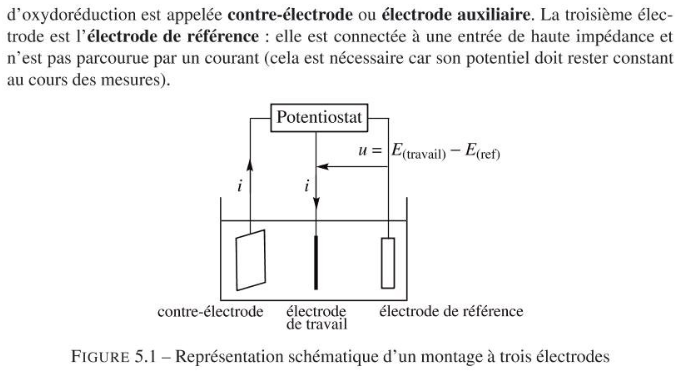 d’oxydoréduction est appelée contre-électrode ou électrode auxiliaire. La troisième élec-
trode est l’électrode de référence : elle est connectée à une entrée de haute impédance et
n’est pas parcourue par un courant (cela est nécessaire car son potentiel doit rester constant
au cours des mesures).
Potentiostat
u = E(travail) − E(ref)
i
i
contre-électrode
électrode
de travail
électrode de référence
FIGURE 5.1 – Représentation schématique d’un montage à trois électrodes